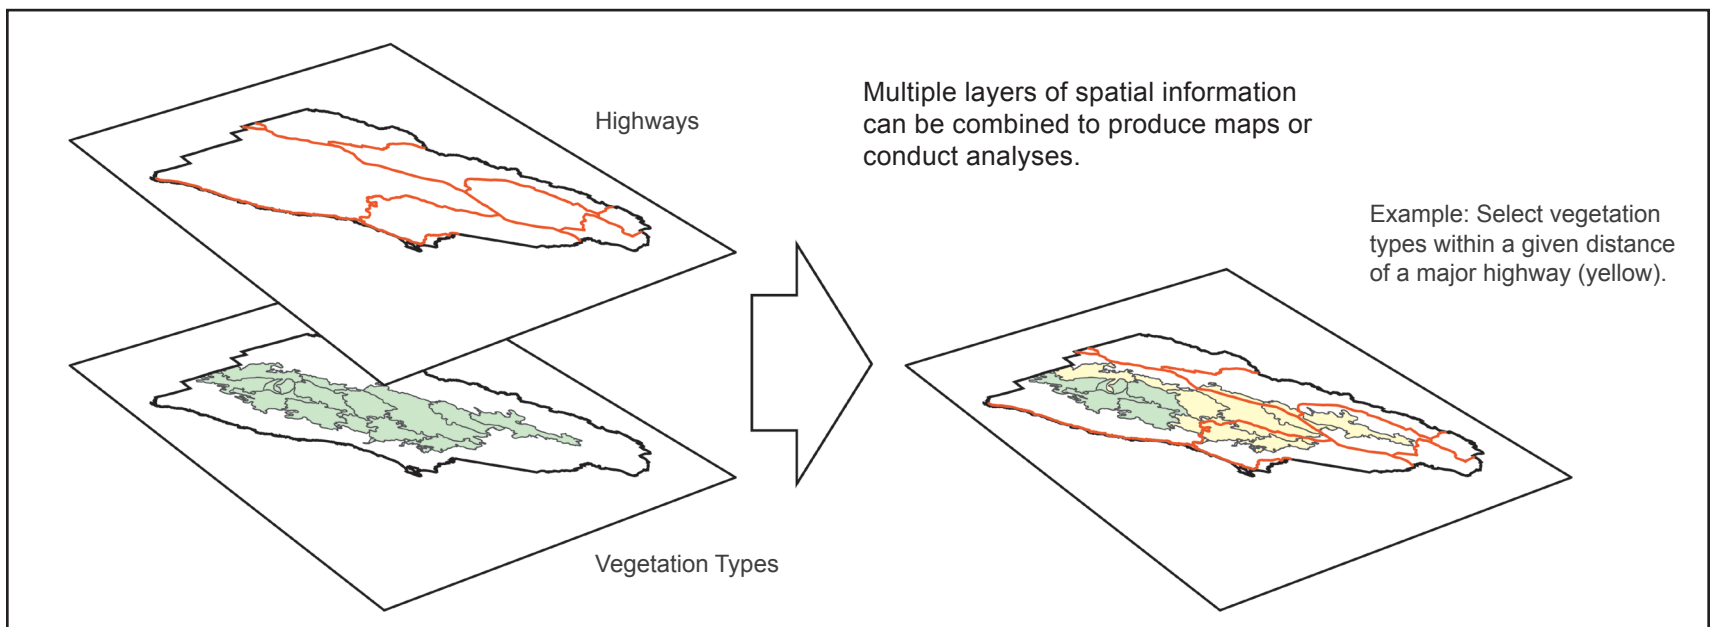 Highways
Multiple layers of spatial information
can be combined to produce maps or
conduct analyses.
Example: Select vegetation
types within a given distance
of a major highway (yellow).
Vegetation Types